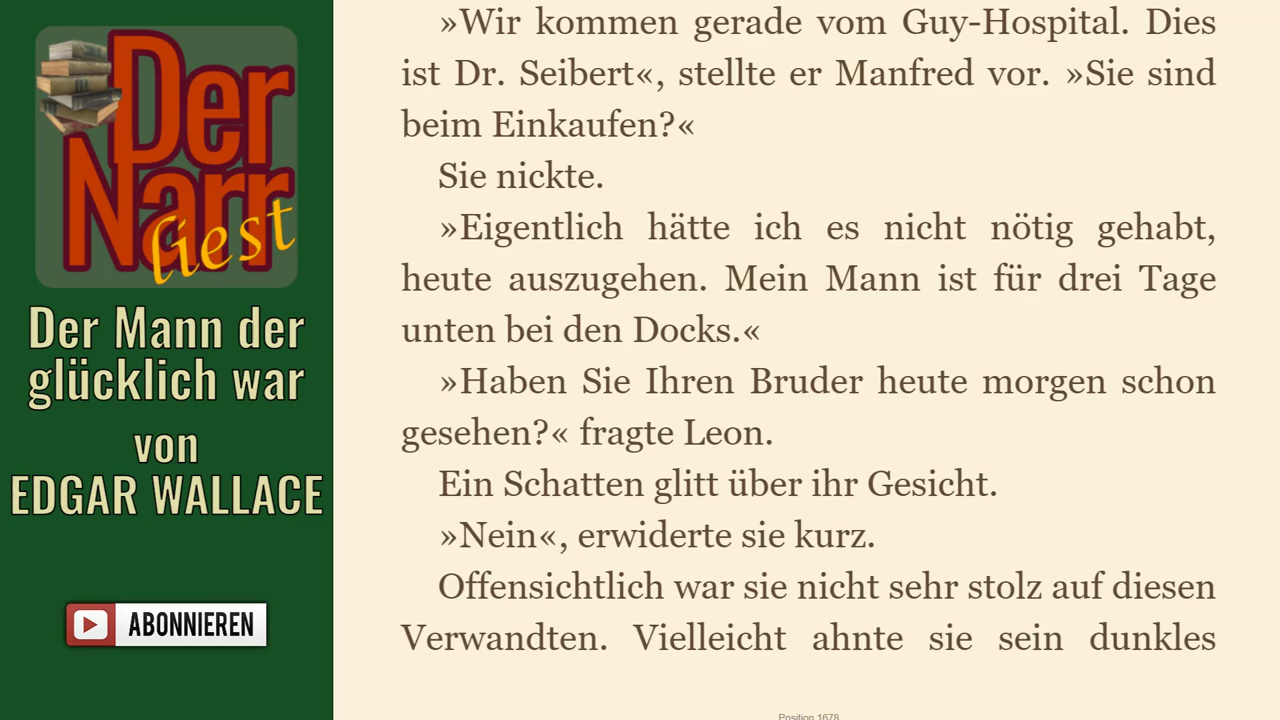 Der
Narr
liest
Der Mann der
glücklich war
von
EDGAR WALLACE
ABONNIEREN
»Wir kommen gerade vom Guy-Hospital. Dies
ist Dr. Seibert«, stellte er Manfred vor. »Sie sind
beim Einkaufen?«
Sie nickte.
»Eigentlich hätte ich es nicht nötig gehabt,
heute auszugehen. Mein Mann ist für drei Tage
unten bei den Docks.«
»Haben Sie Ihren Bruder heute morgen schon
gesehen?« fragte Leon.
Ein Schatten glitt über ihr Gesicht.
»Nein«, erwiderte sie kurz.
Offensichtlich war sie nicht sehr stolz auf diesen
Verwandten. Vielleicht ahnte sie sein dunkles
Position 1678